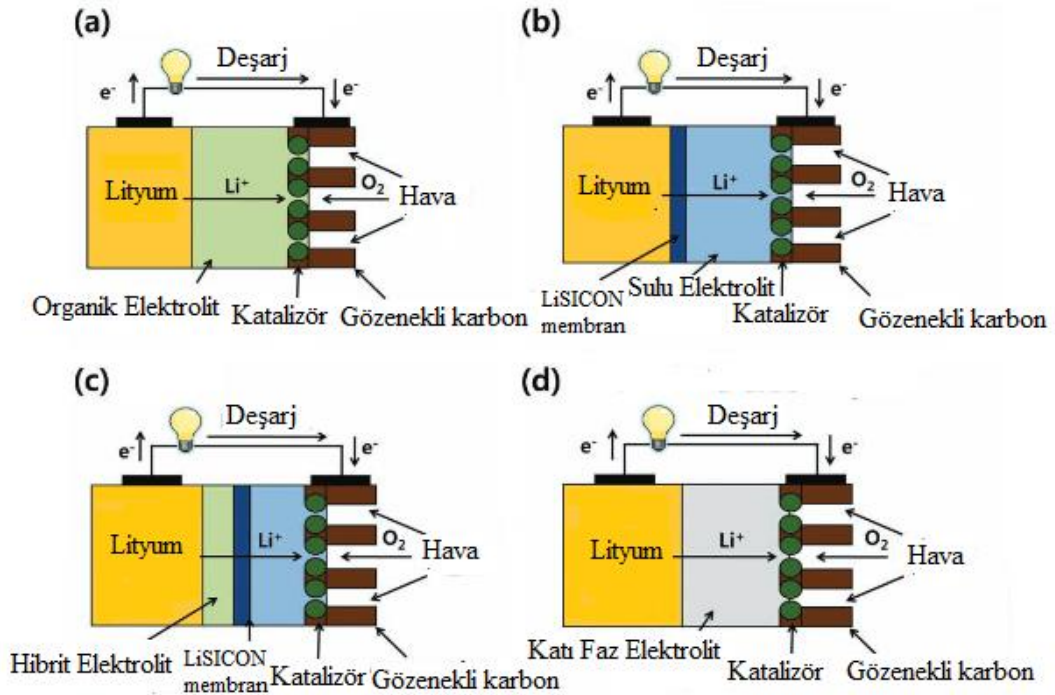 (a)
Deşarj
e⁻
e⁻
Lityum
Li⁺
O₂
Hava
Organik Elektrolit
Katalizör
Gözenekli karbon
(b)
Deşarj
e⁻
e⁻
Lityum
Li⁺
O₂
Hava
LiSICON
membran
Sulu Elektrolit
Katalizör
Gözenekli karbon
(c)
Deşarj
e⁻
e⁻
Lityum
Li⁺
O₂
Hava
Hibrit Elektrolit
LiSICON
membran
Katalizör
Gözenekli karbon
(d)
Deşarj
e⁻
e⁻
Lityum
Li⁺
O₂
Hava
Katı Faz Elektrolit
Katalizör
Gözenekli karbon